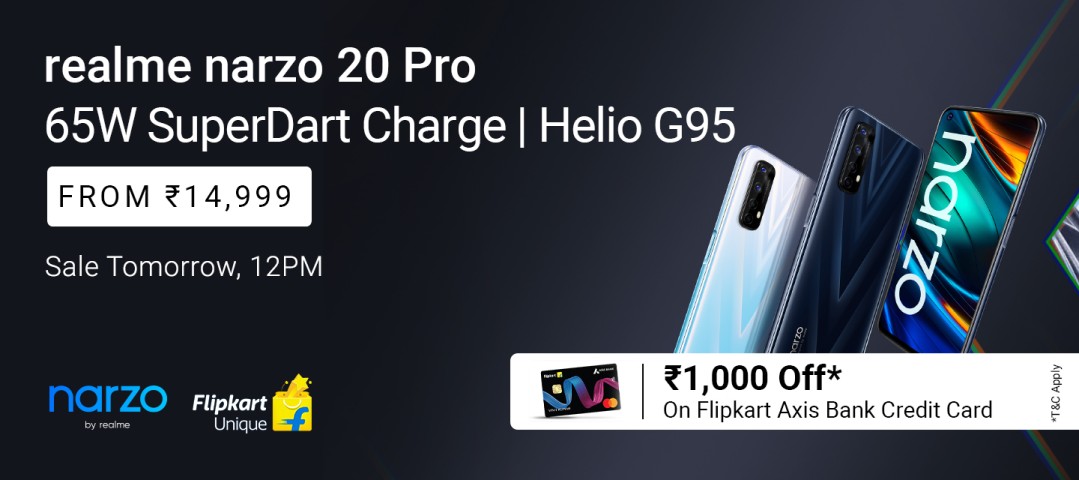 realme narzo 20 Pro
65W SuperDart Charge | Helio G95
FROM ₹14,999
Sale Tomorrow, 12PM
narzo
narzo
narzo
by realme
Flipkart
Unique
₹1,000 Off*
On Flipkart Axis Bank Credit Card
*T&C Apply